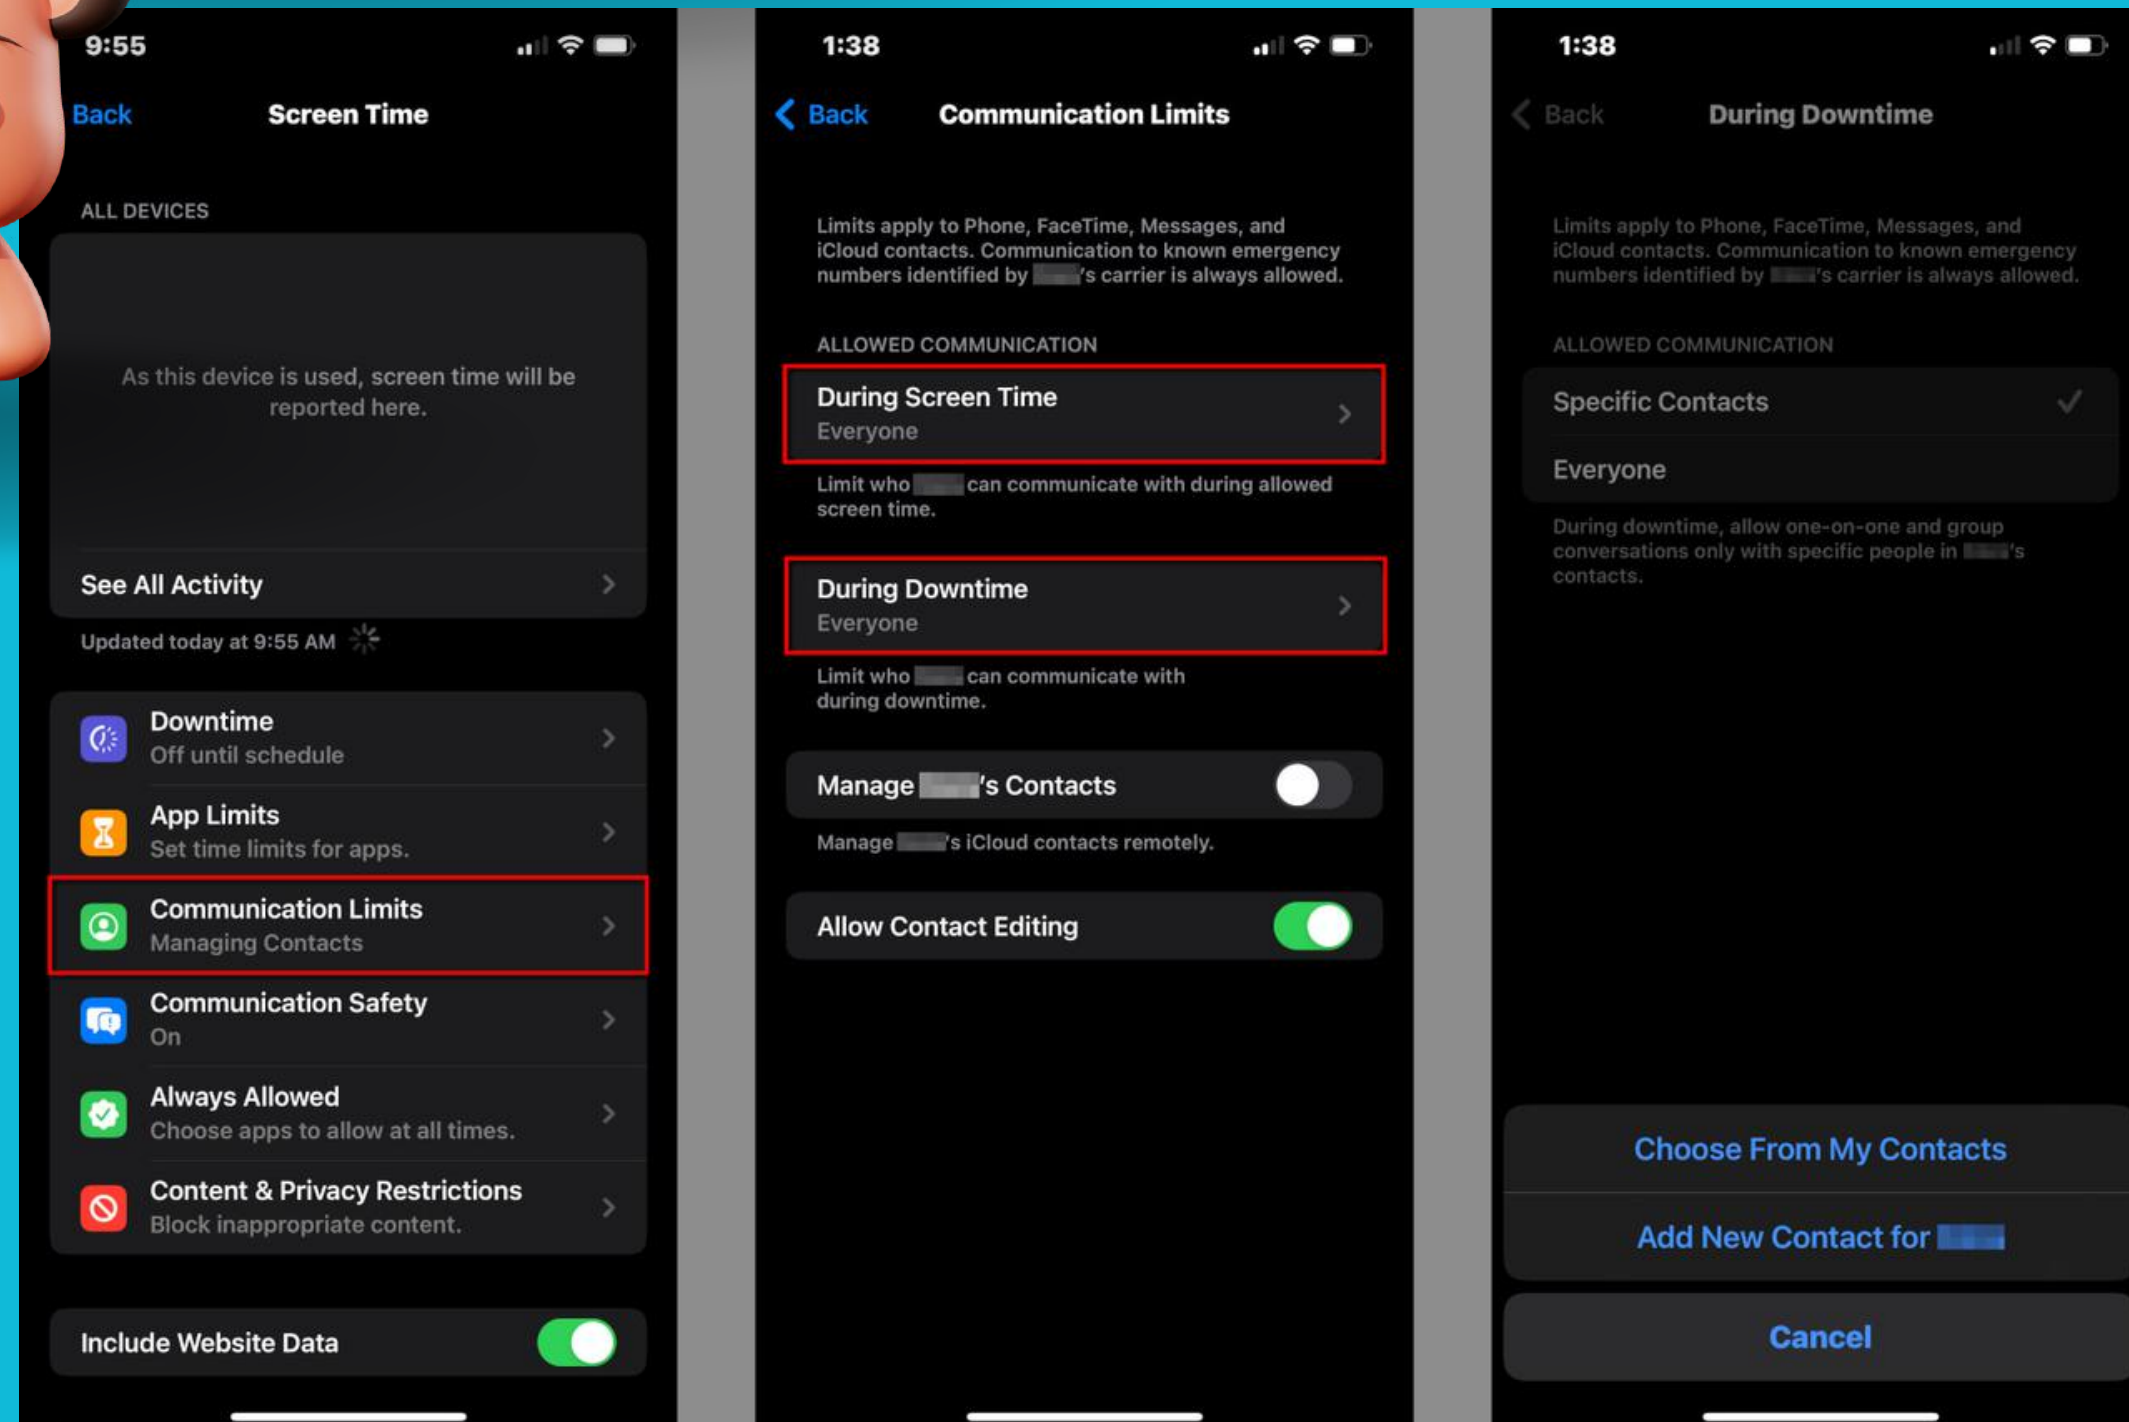 9:55
Back
Screen Time
ALL DEVICES
As this device is used, screen time will be
reported here.
See All Activity
Updated today at 9:55 AM
Downtime
Off until schedule
App Limits
Set time limits for apps.
Communication Limits
Managing Contacts
Communication Safety
On
Always Allowed
Choose apps to allow at all times.
Content & Privacy Restrictions
Block inappropriate content.
Include Website Data
1:38
Back
Communication Limits
Limits apply to Phone, FaceTime, Messages, and
iCloud contacts. Communication to known emergency
numbers identified by 's carrier is always allowed.
ALLOWED COMMUNICATION
During Screen Time
Everyone
Limit who can communicate with during allowed
screen time.
During Downtime
Everyone
Limit who can communicate with
during downtime.
Manage 's Contacts
Manage 's iCloud contacts remotely.
Allow Contact Editing
1:38
Back
During Downtime
Limits apply to Phone, FaceTime, Messages, and
iCloud contacts. Communication to known emergency
numbers identified by 's carrier is always allowed.
ALLOWED COMMUNICATION
Specific Contacts
Everyone
During downtime, allow one-on-one and group
conversations only with specific people in 's
contacts.
Choose From My Contacts
Add New Contact for
Cancel